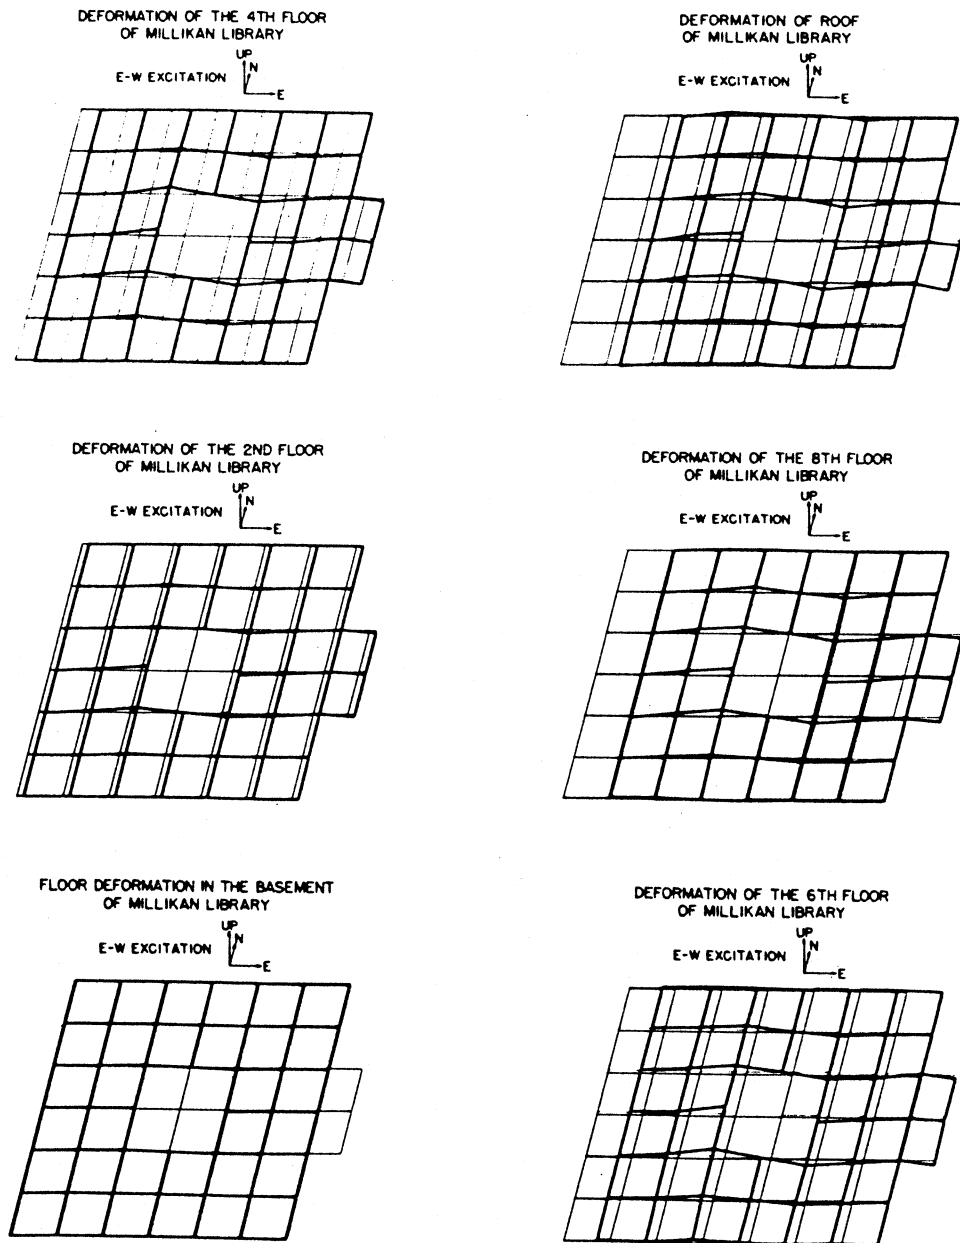 DEFORMATION OF THE 4TH FLOOR
OF MILLIKAN LIBRARY
E-W EXCITATION
UP
N
E
DEFORMATION OF ROOF
OF MILLIKAN LIBRARY
E-W EXCITATION
UP
N
E
DEFORMATION OF THE 2ND FLOOR
OF MILLIKAN LIBRARY
E-W EXCITATION
UP
N
E
DEFORMATION OF THE 8TH FLOOR
OF MILLIKAN LIBRARY
E-W EXCITATION
UP
N
E
FLOOR DEFORMATION IN THE BASEMENT
OF MILLIKAN LIBRARY
E-W EXCITATION
UP
N
E
DEFORMATION OF THE 6TH FLOOR
OF MILLIKAN LIBRARY
E-W EXCITATION
UP
N
E